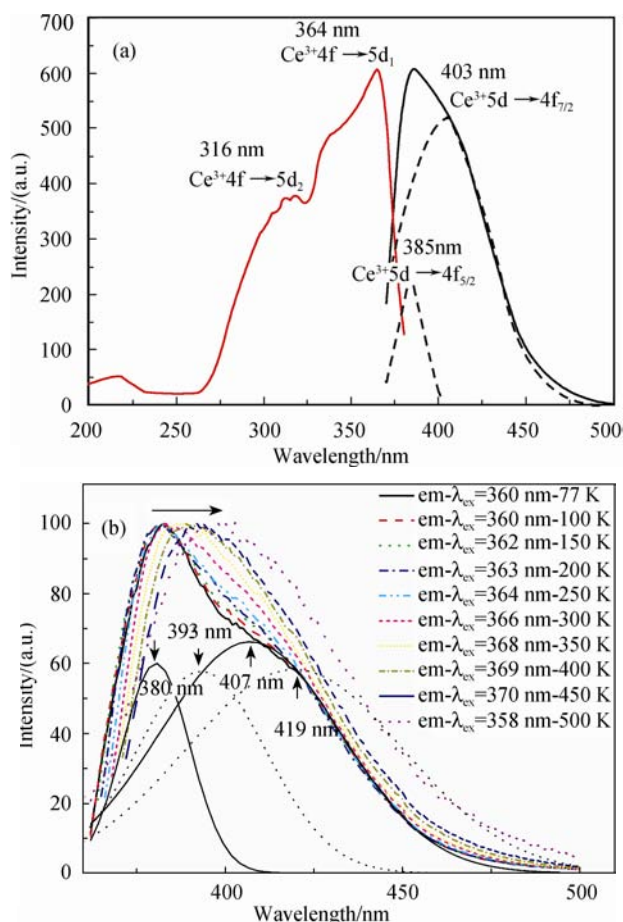 (a)
364 nm
Ce³⁺4f → 5d₁
403 nm
Ce³⁺5d → 4f₇/₂
316 nm
Ce³⁺4f → 5d₂
385nm
Ce³⁺5d → 4f₅/₂
Intensity/(a.u.)
700
600
500
400
300
200
100
0
200 250 300 350 400 450 500
Wavelength/nm
(b)
em-λex=360 nm-77 K
em-λex=360 nm-100 K
em-λex=362 nm-150 K
em-λex=363 nm-200 K
em-λex=364 nm-250 K
em-λex=366 nm-300 K
em-λex=368 nm-350 K
em-λex=369 nm-400 K
em-λex=370 nm-450 K
em-λex=358 nm-500 K
393 nm
380 nm
407 nm
419 nm
Intensity/(a.u.)
100
80
60
40
20
0
400 450 500
Wavelength/nm